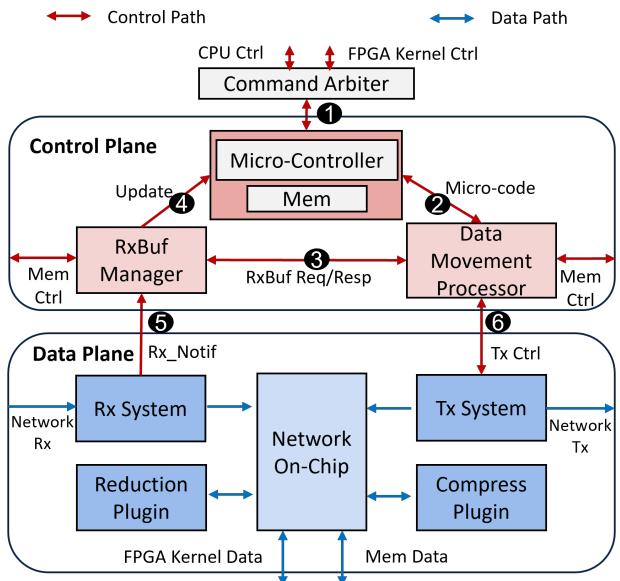 Control Path
Data Path
CPU Ctrl
FPGA Kernel Ctrl
Command Arbiter
1
Control Plane
Micro-Controller
Mem
Update
4
2
Micro-code
RxBuf
Manager
3
RxBuf Req/Resp
Data
Movement
Processor
Mem
Ctrl
Mem
Ctrl
5
6
Data Plane
Rx_Notif
Tx Ctrl
Rx System
Network
On-Chip
Tx System
Network
Rx
Network
Tx
Reduction
Plugin
Compress
Plugin
FPGA Kernel Data
Mem Data